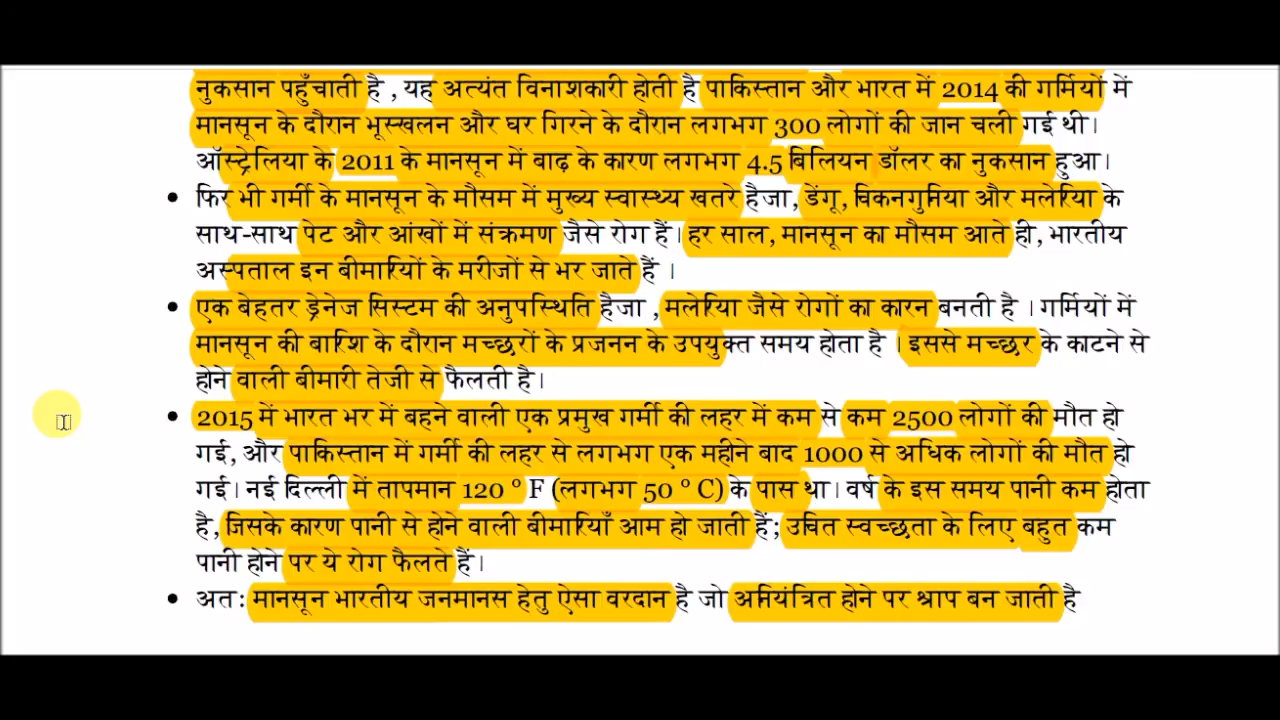 नुकसान पहुँचाती है , यह अत्यंत विनाशकारी होती है पाकिस्तान और भारत में 2014 की गर्मियों में
मानसून के दौरान भूस्खलन और घर गिरने के दौरान लगभग 300 लोगों की जान चली गई थी।
ऑस्ट्रेलिया के 2011 के मानसून में बाढ़ के कारण लगभग 4.5 बिलियन डॉलर का नुकसान हुआ।
• फिर भी गर्मी के मानसून के मौसम में मुख्य स्वास्थ्य खतरे हैजा, डेंगू, चिकनगुनिया और मलेरिया के
साथ-साथ पेट और आंखों में संक्रमण जैसे रोग हैं। हर साल, मानसून का मौसम आते ही, भारतीय
अस्पताल इन बीमारियों के मरीजों से भर जाते हैं ।
• एक बेहतर ड्रेनेज सिस्टम की अनुपस्थिति हैजा , मलेरिया जैसे रोगों का कारन बनती है । गर्मियों में
मानसून की बारिश के दौरान मच्छरों के प्रजनन के उपयुक्त समय होता है । इससे मच्छर के काटने से
होने वाली बीमारी तेजी से फैलती है।
• 2015 में भारत भर में बहने वाली एक प्रमुख गर्मी की लहर में कम से कम 2500 लोगों की मौत हो
गई, और पाकिस्तान में गर्मी की लहर से लगभग एक महीने बाद 1000 से अधिक लोगों की मौत हो
गई। नई दिल्ली में तापमान 120 ° F (लगभग 50 ° C) के पास था। वर्ष के इस समय पानी कम होता
है, जिसके कारण पानी से होने वाली बीमारियाँ आम हो जाती हैं; उचित स्वच्छता के लिए बहुत कम
पानी होने पर ये रोग फैलते हैं।
• अत: मानसून भारतीय जनमानस हेतु ऐसा वरदान है जो अनियंत्रित होने पर श्राप बन जाती है